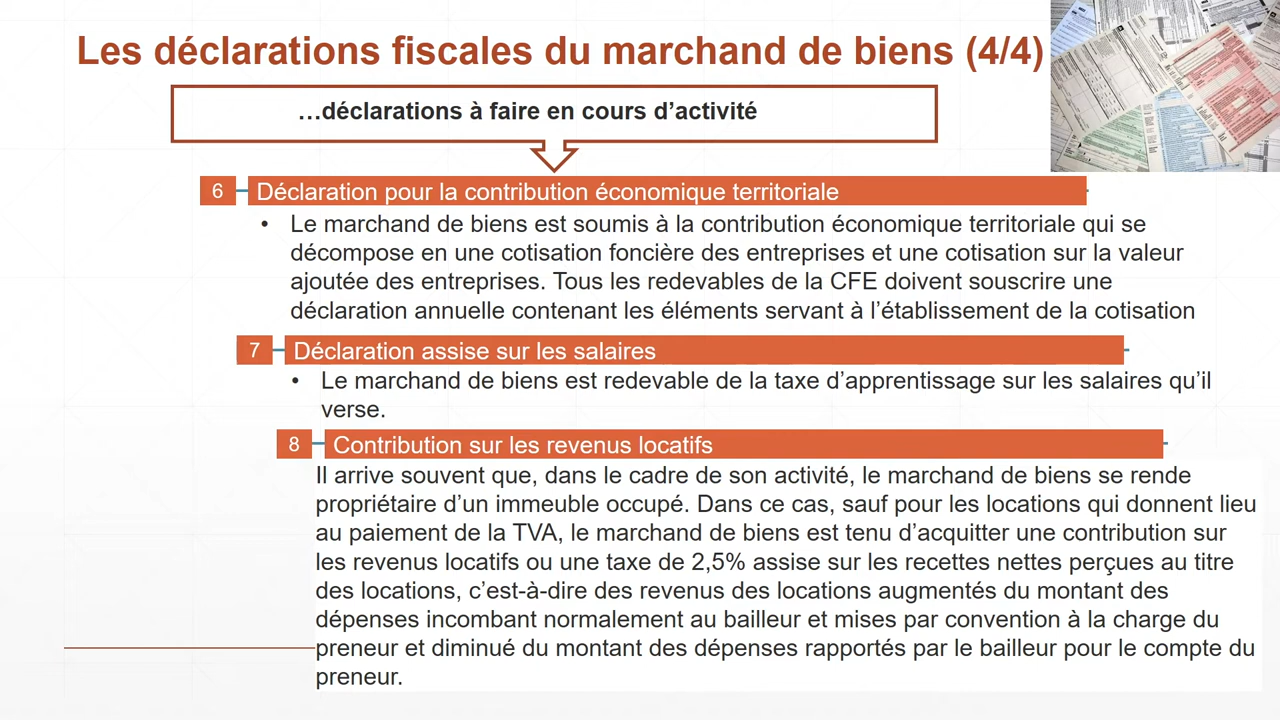 Les déclarations fiscales du marchand de biens (4/4)
…déclarations à faire en cours d’activité
6 Déclaration pour la contribution économique territoriale
• Le marchand de biens est soumis à la contribution économique territoriale qui se
décompose en une cotisation foncière des entreprises et une cotisation sur la valeur
ajoutée des entreprises. Tous les redevables de la CFE doivent souscrire une
déclaration annuelle contenant les éléments servant à l’établissement de la cotisation
7 Déclaration assise sur les salaires
• Le marchand de biens est redevable de la taxe d’apprentissage sur les salaires qu’il
verse.
8 Contribution sur les revenus locatifs
Il arrive souvent que, dans le cadre de son activité, le marchand de biens se rende
propriétaire d’un immeuble occupé. Dans ce cas, sauf pour les locations qui donnent lieu
au paiement de la TVA, le marchand de biens est tenu d’acquitter une contribution sur
les revenus locatifs ou une taxe de 2,5% assise sur les recettes nettes perçues au titre
des locations, c’est-à-dire des revenus des locations augmentés du montant des
dépenses incombant normalement au bailleur et mises par convention à la charge du
preneur et diminué du montant des dépenses rapportés par le bailleur pour le compte du
preneur.